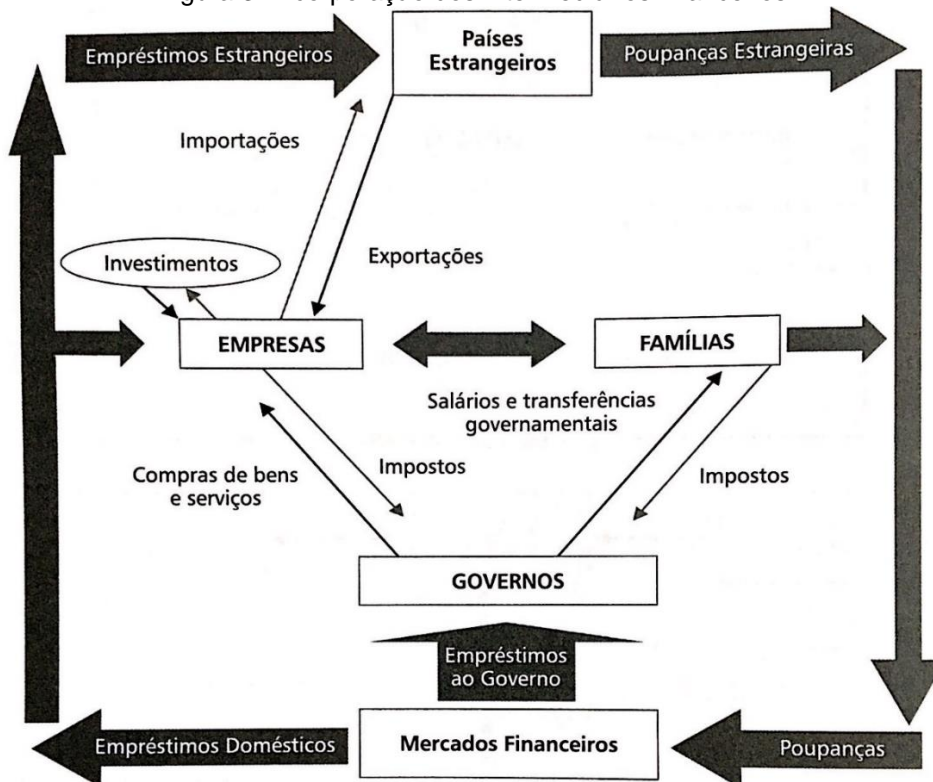 Empréstimos Estrangeiros
Países
Estrangeiros
Poupanças Estrangeiras
Importações
Exportações
Investimentos
EMPRESAS
FAMÍLIAS
Salários e transferências
governamentais
Compras de bens
e serviços
Impostos
Impostos
GOVERNOS
Empréstimos
ao Governo
Empréstimos Domésticos
Mercados Financeiros
Poupanças